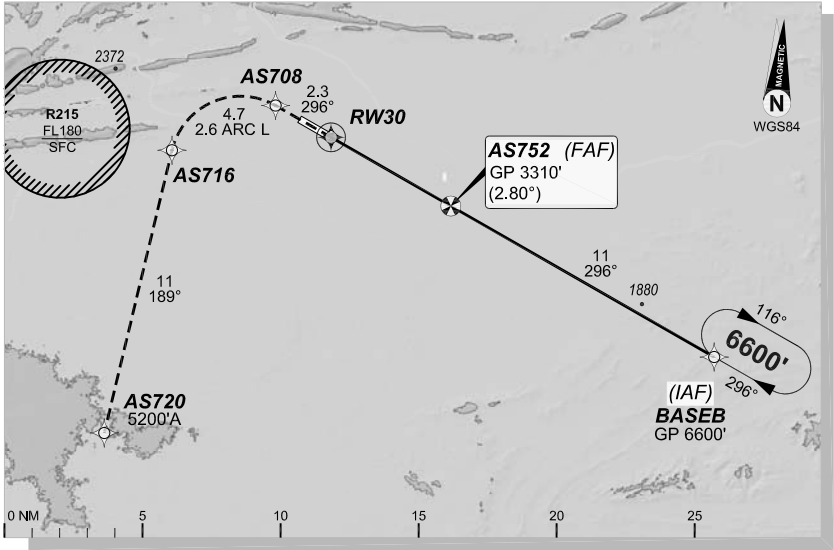 2372
R215
FL180
SFC
AS708
4.7
2.6 ARC L
2.3
296°
RW30
MAGNETIC
N
WGS84
AS716
AS752 (FAF)
GP 3310'
(2.80°)
11
189°
11
296°
1880
116°
6600'
296°
(IAF)
BASEB
GP 6600'
AS720
5200'A
0 NM 5 10 15 20 25